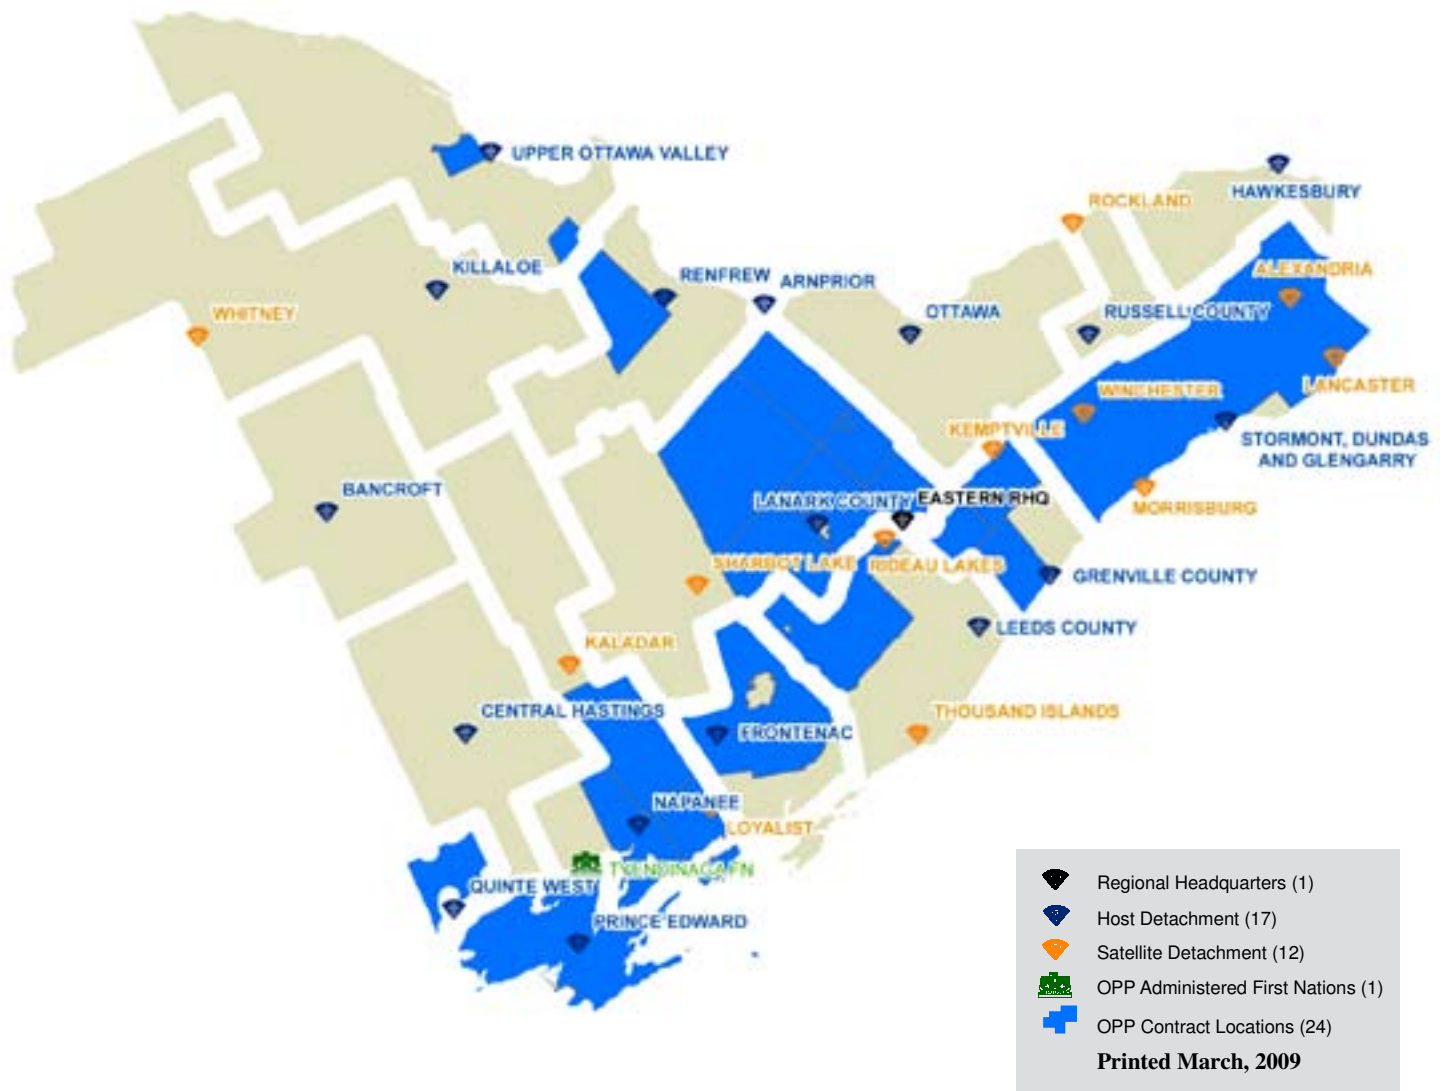 UPPER OTTAWA VALLEY
HAWKESBURY
ROCKLAND
KILLALOE
RENFREW
ARNPRIOR
ALEXANDRIA
WHITNEY
OTTAWA
RUSSELL COUNTY
WINCHESTER
LANCASTER
KEMPTVILLE
STORMONT, DUNDAS
AND GLENGARRY
BANCROFT
LANARK COUNTY
EASTERN RHQ
MORRISBURG
SHARBOT LAKE
RIDEAU LAKES
GRENVILLE COUNTY
LEEDS COUNTY
KALADAR
CENTRAL HASTINGS
THOUSAND ISLANDS
FRONTENAC
NAPANEE
LOYALIST
TYENDINAGA FN
QUINTE WEST
PRINCE EDWARD
Regional Headquarters (1)
Host Detachment (17)
Satellite Detachment (12)
OPP Administered First Nations (1)
OPP Contract Locations (24)
Printed March, 2009